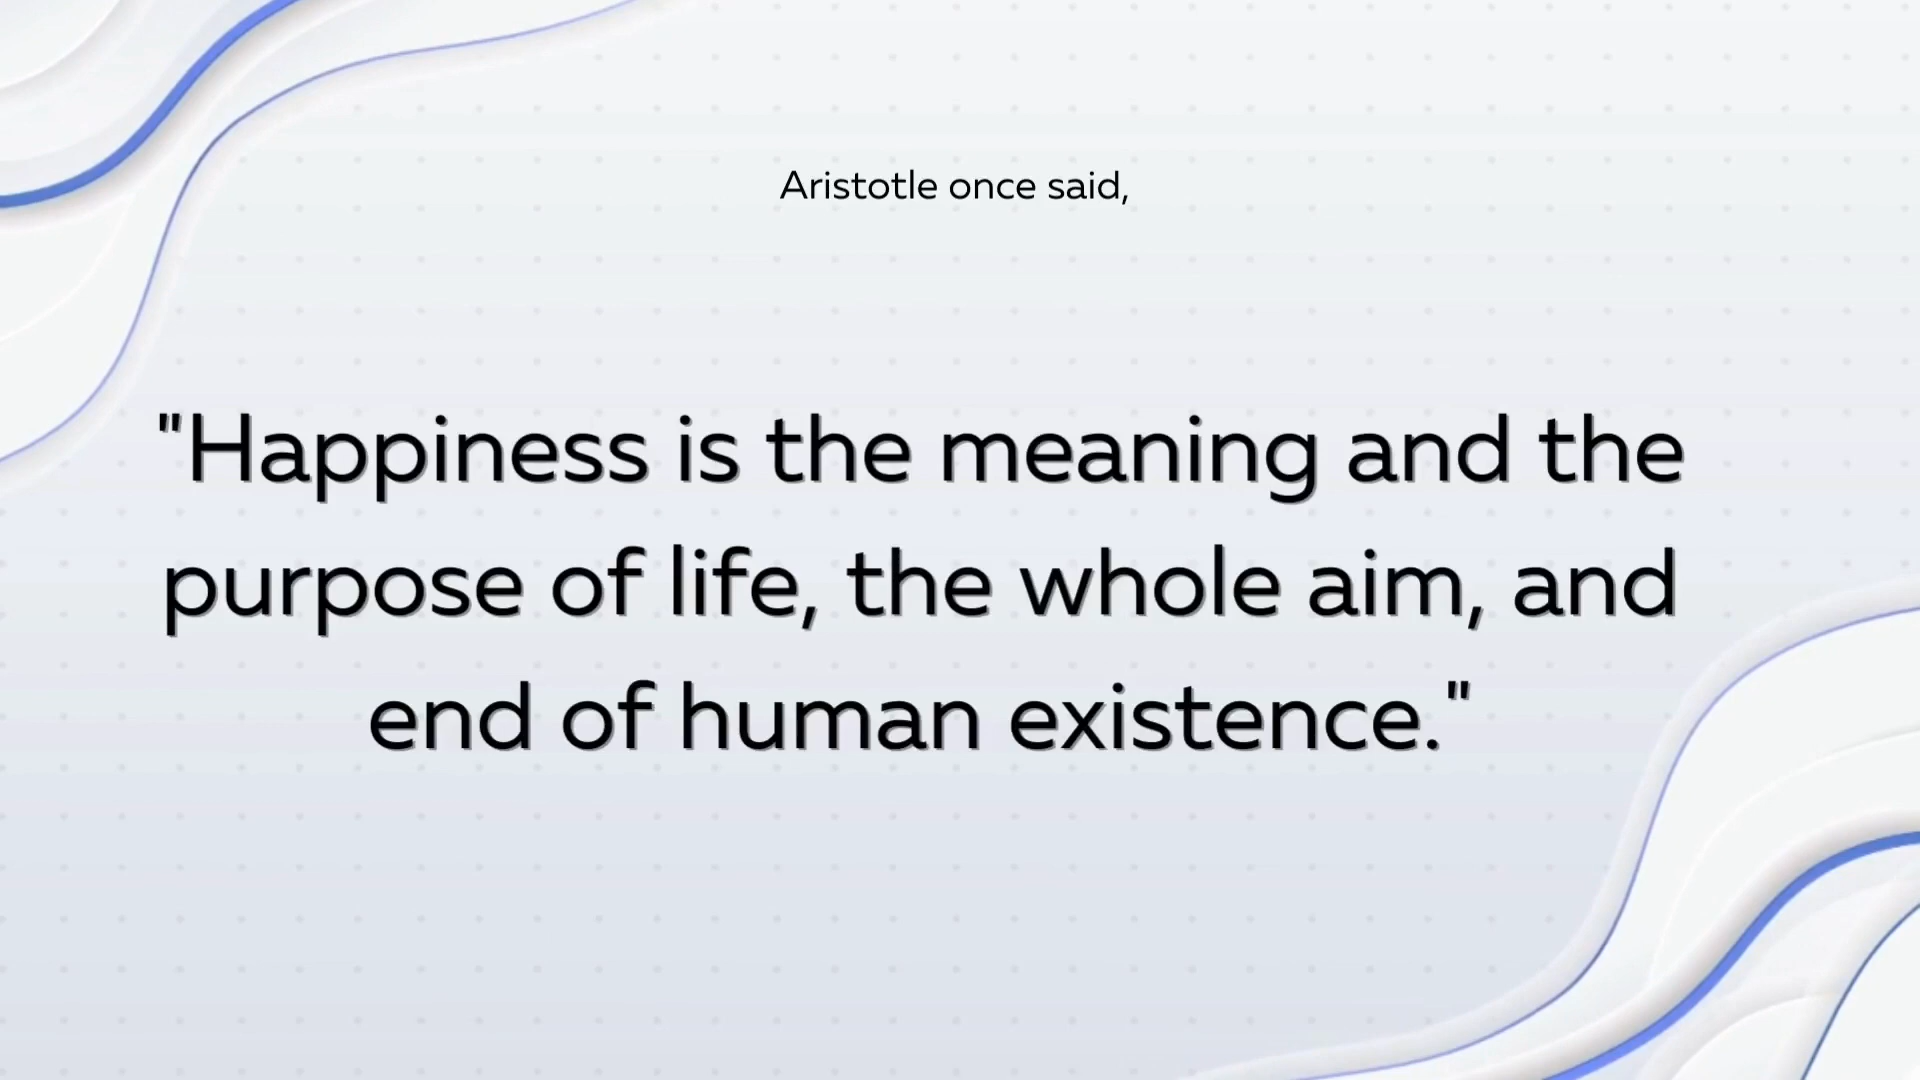 Aristotle once said,
"Happiness is the meaning and the
purpose of life, the whole aim, and
end of human existence."